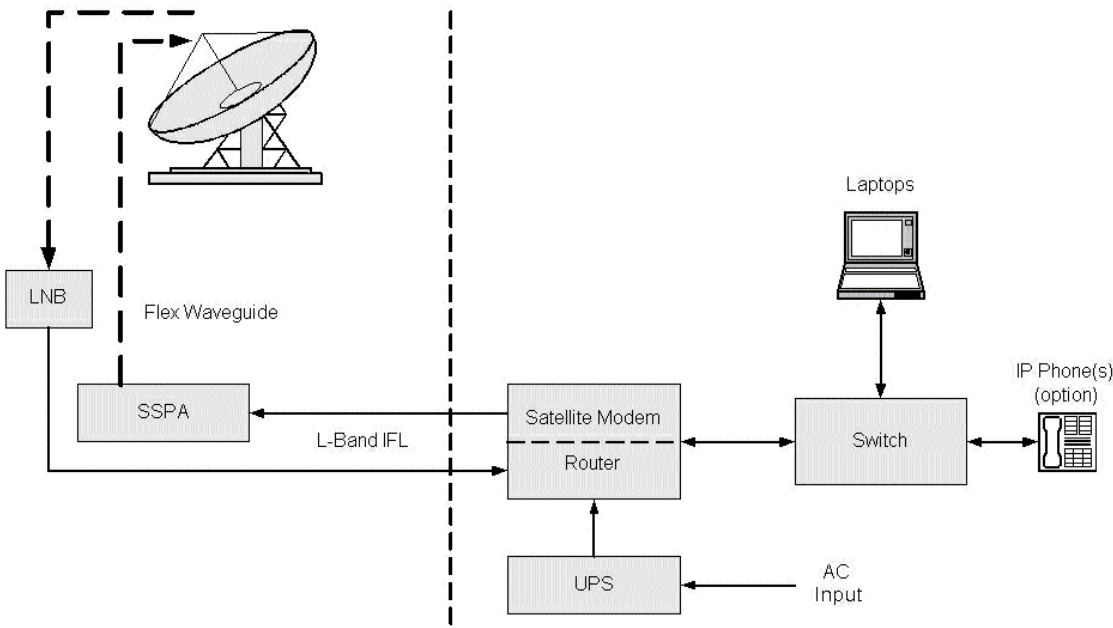 Laptops
LNB
Flex Waveguide
IP Phone(s)
(option)
SSPA
Satellite Modem
Switch
L-Band IFL
Router
UPS
AC
Input